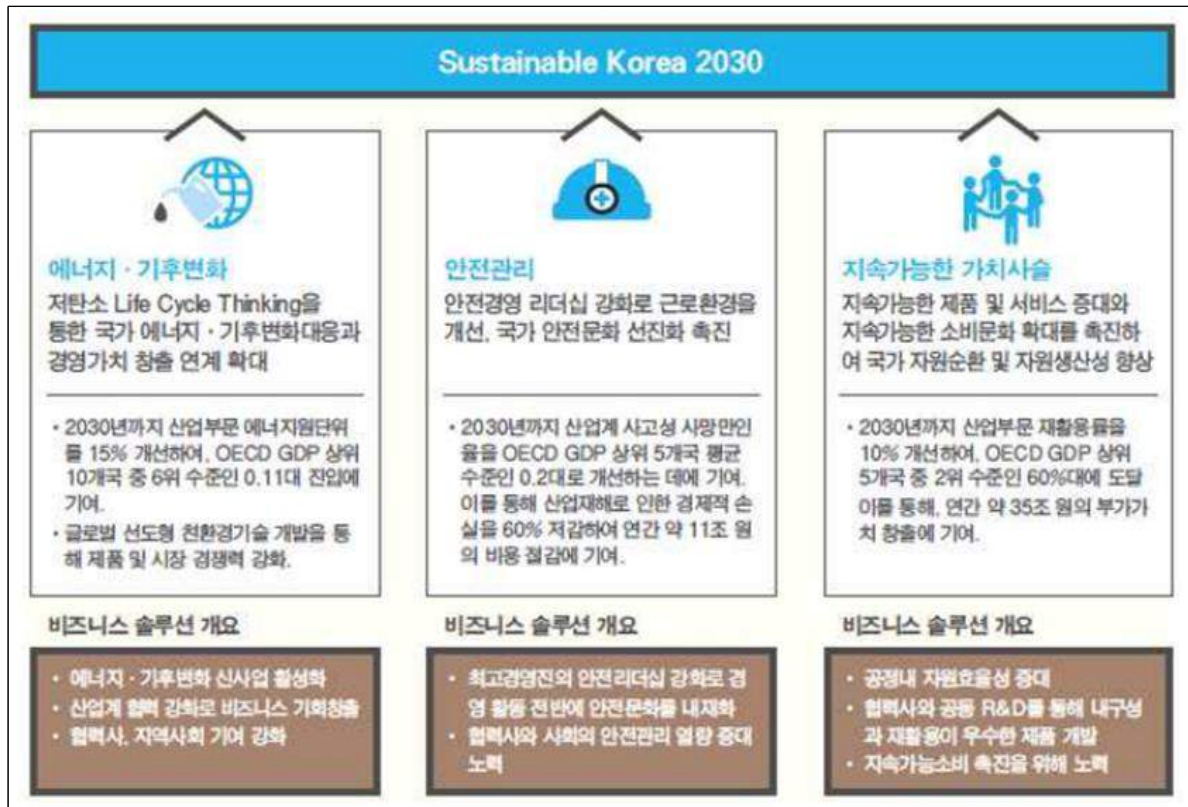 Sustainable Korea 2030
에너지 · 기후변화
저탄소 Life Cycle Thinking을
통한 국가 에너지 · 기후변화대응과
경영가치 창출 연계 확대
• 2030년까지 산업부문 에너지원단위
를 15% 개선하여, OECD GDP 상위
10개국 중 6위 수준인 0.11대 진입에
기여.
• 글로벌 선도형 친환경기술 개발을 통
해 제품 및 시장 경쟁력 강화.
비즈니스 솔루션 개요
• 에너지 · 기후변화 신사업 활성화
• 산업계 협력 강화로 비즈니스 기회창출
• 협력사, 지역사회 기여 강화
안전관리
안전경영 리더십 강화로 근로환경을
개선, 국가 안전문화 선진화 촉진
• 2030년까지 산업계 사고성 사망만인
율을 OECD GDP 상위 5개국 평균
수준인 0.2대로 개선하는 데에 기여.
이를 통해 산업재해로 인한 경제적 손
실을 60% 저감하여 연간 약 11조 원
의 비용 절감에 기여.
비즈니스 솔루션 개요
• 최고경영진의 안전리더십 강화로 경
영 활동 전반에 안전문화를 내재화
• 협력사와 사회의 안전관리 열량 증대
노력
지속가능한 가치사슬
지속가능한 제품 및 서비스 증대와
지속가능한 소비문화 확대를 촉진하
여 국가 자원순환 및 자원생산성 향상
• 2030년까지 산업부문 재활용률을
10% 개선하여, OECD GDP 상위
5개국 중 2위 수준인 60%대에 도달
이를 통해, 연간 약 35조 원의 부가가
치 창출에 기여.
비즈니스 솔루션 개요
• 공정내 자원효율성 증대
• 협력사와 공동 R&D를 통해 내구성
과 재활용이 우수한 제품 개발
• 지속가능소비 촉진을 위해 노력